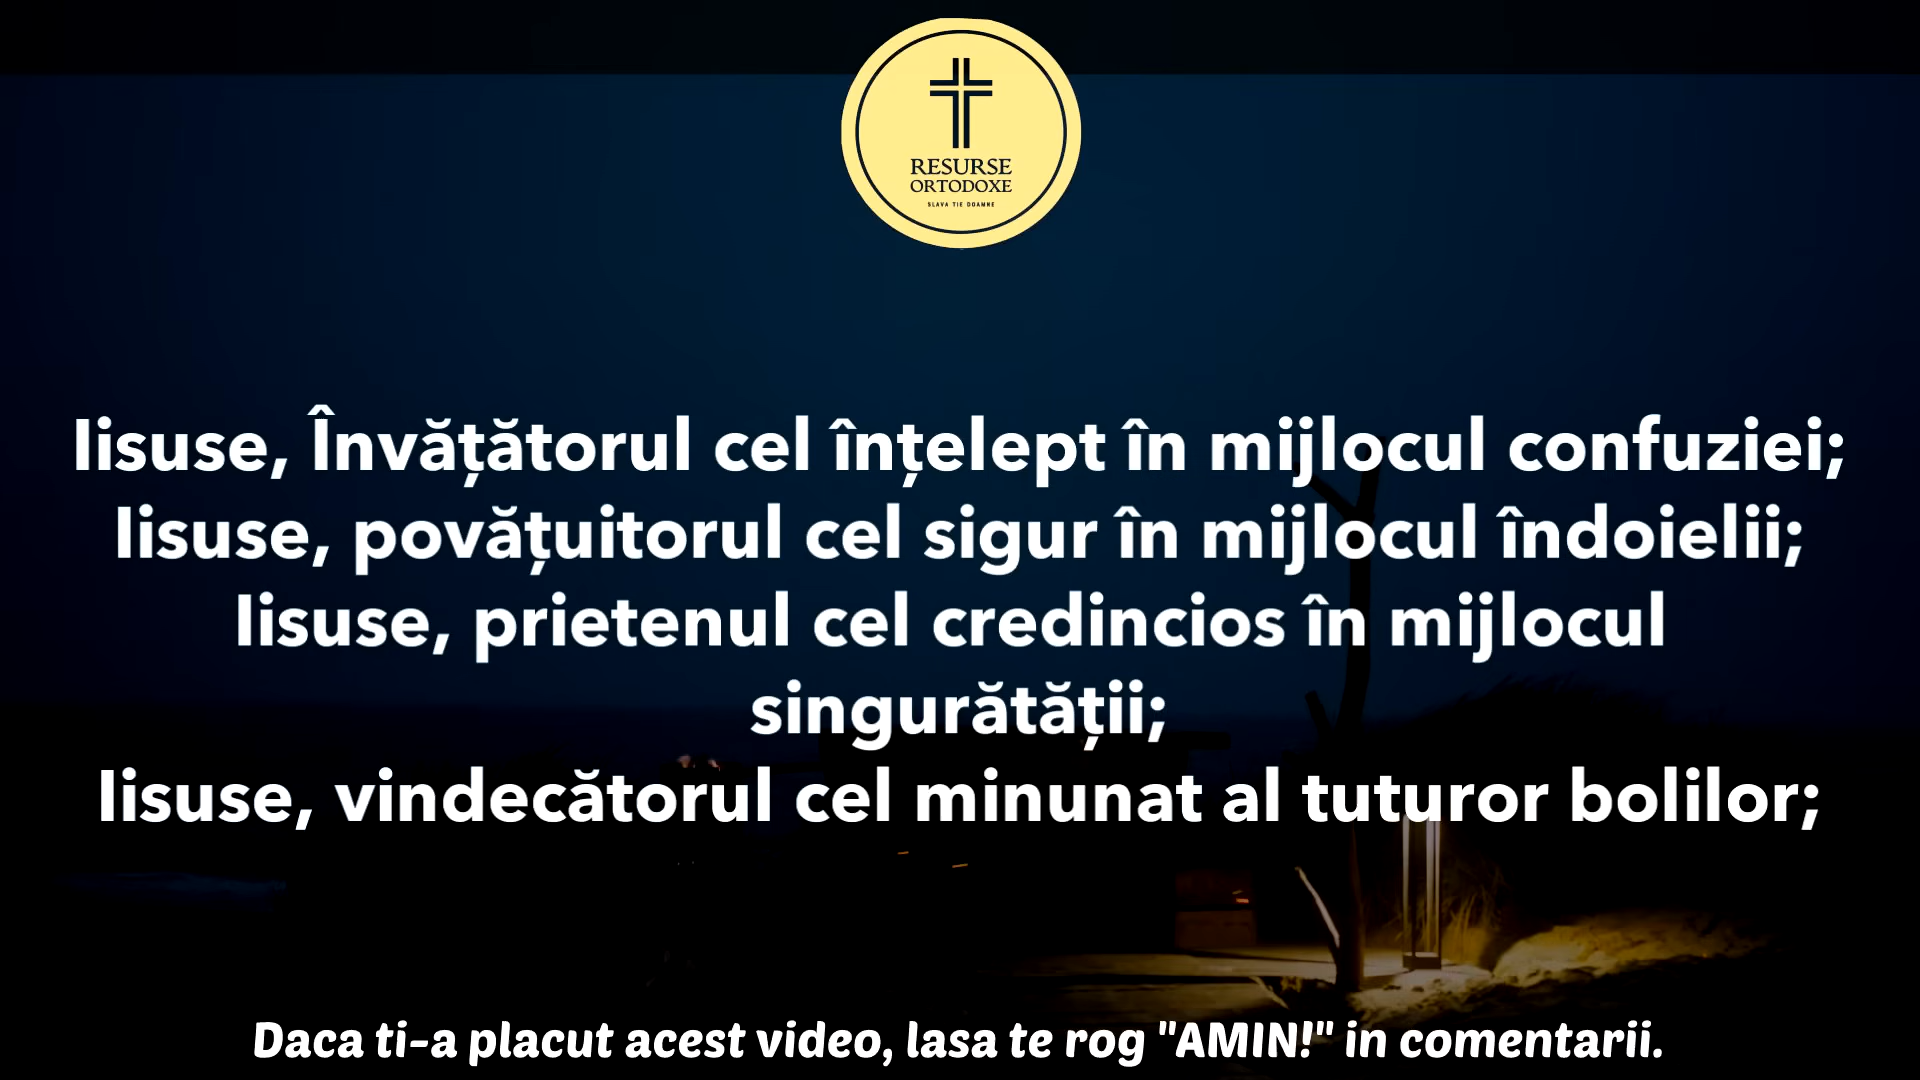 RESURSE
ORTODOXE
SLAVA TIE DOAMNE
Iisuse, Învățătorul cel înțelept în mijlocul confuziei;
Iisuse, povățuitorul cel sigur în mijlocul îndoielii;
Iisuse, prietenul cel credincios în mijlocul
singurătății;
Iisuse, vindecătorul cel minunat al tuturor bolilor;
Daca ti-a placut acest video, lasa te rog "AMIN!" in comentarii.